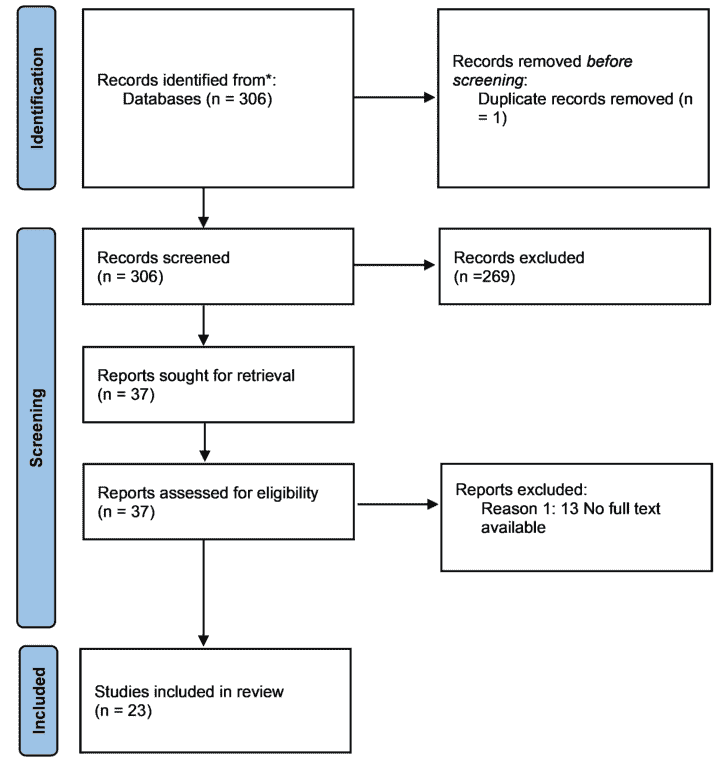 Identification
Records identified from*:
Databases (n = 306)
Records removed before
screening:
Duplicate records removed (n
= 1)
Screening
Records screened
(n = 306)
Records excluded
(n =269)
Reports sought for retrieval
(n = 37)
Reports assessed for eligibility
(n = 37)
Reports excluded:
Reason 1: 13 No full text
available
Included
Studies included in review
(n = 23)